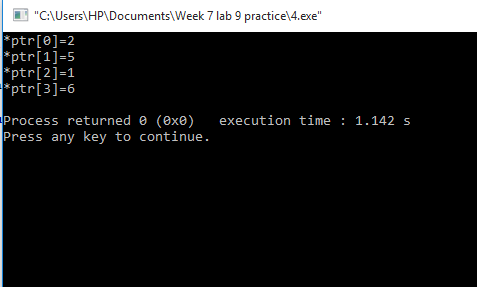 "C:\Users\HP\Documents\Week 7 lab 9 practice\4.exe"
*ptr[0]=2
*ptr[1]=5
*ptr[2]=1
*ptr[3]=6
Process returned 0 (0x0)   execution time : 1.142 s
Press any key to continue.